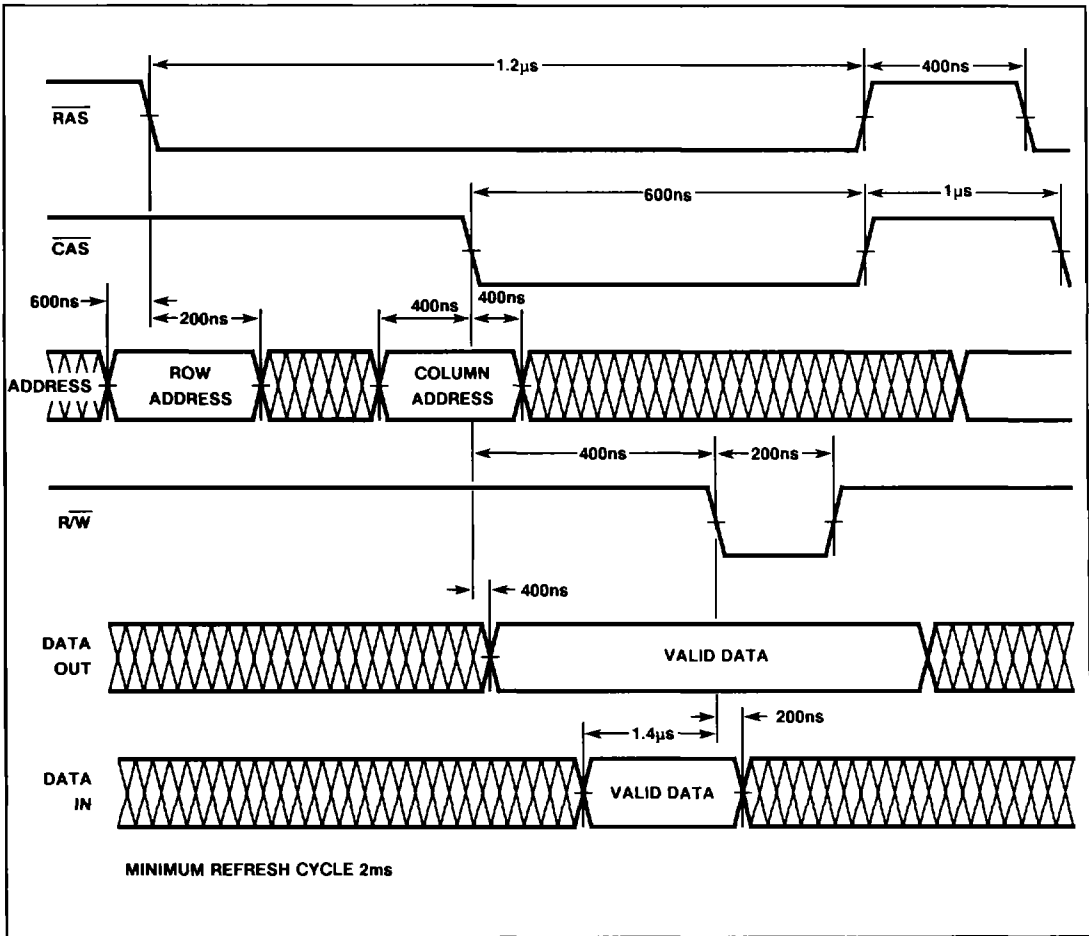 1.2µs
400ns
RAS
600ns
1µs
CAS
600ns
400ns
400ns
200ns
ADDRESS
ROW
ADDRESS
COLUMN
ADDRESS
400ns
200ns
R/W
400ns
DATA
OUT
VALID DATA
200ns
1.4µs
DATA
IN
VALID DATA
MINIMUM REFRESH CYCLE 2ms